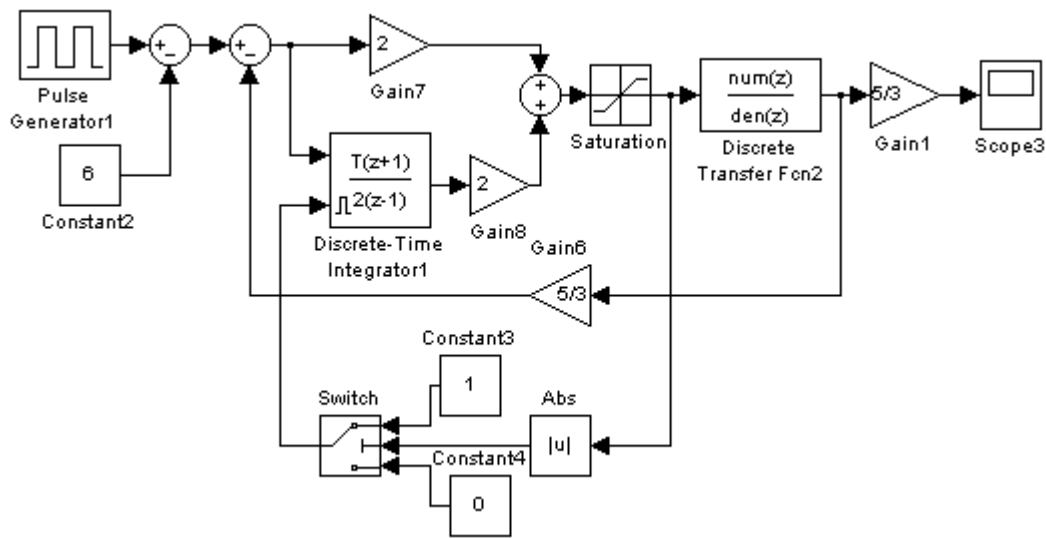 Pulse
Generator1
+
−
+
−
2
Gain7
+
+
Saturation
num(z)
den(z)
Discrete
Transfer Fcn2
5/3
Gain1
Scope3
6
Constant2
T(z+1)
2(z-1)
Discrete-Time
Integrator1
2
Gain8
Gain6
5/3
Constant3
1
Switch
Abs
|u|
Constant4
0